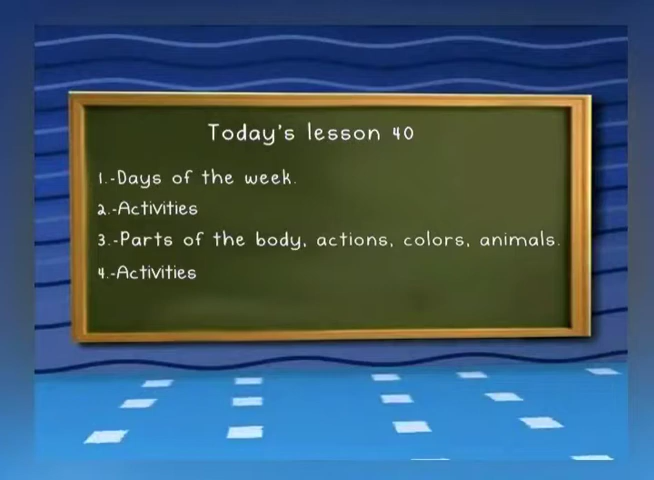 Today's lesson 40
1.-Days of the week.
2.-Activities
3.-Parts of the body, actions, colors, animals.
4.-Activities